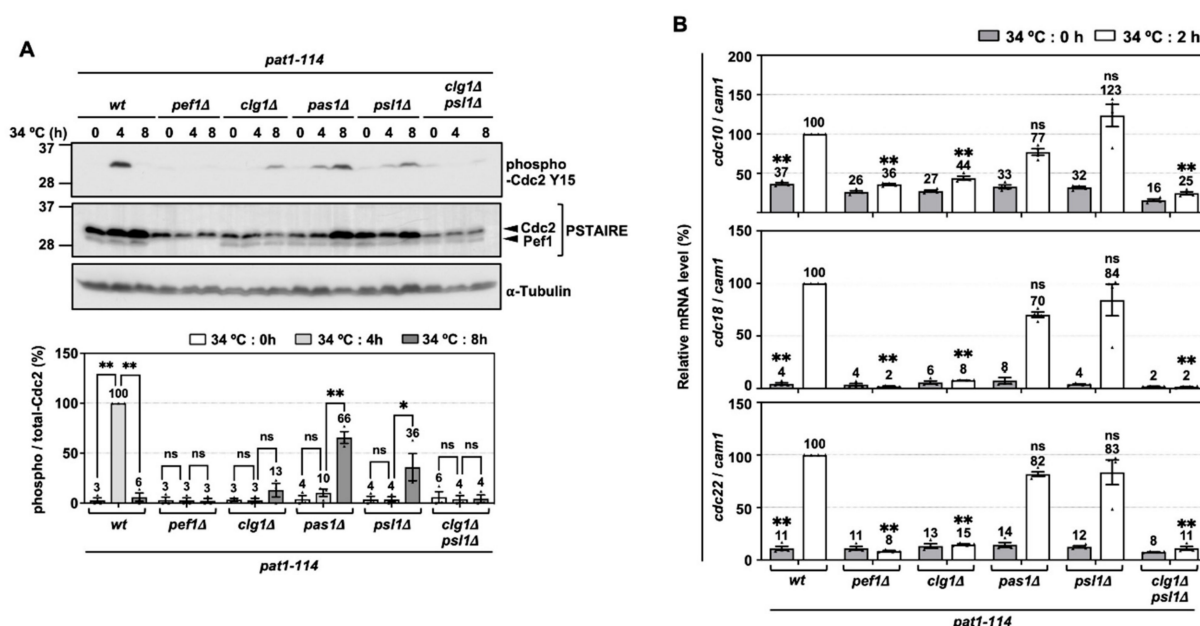 A
pat1-114
wt pef1Δ clg1Δ pas1Δ psl1Δ clg1Δ psl1Δ
34 ºC (h) 0 4 8 0 4 8 0 4 8 0 4 8 0 4 8 0 4 8
37
28
phospho
-Cdc2 Y15
37
28
Cdc2
Pef1
PSTAIRE
α-Tubulin
34 ºC : 0h 34 ºC : 4h 34 ºC : 8h
phospho / total-Cdc2 (%)
150
100
50
0
** **
3 100 6
ns ns
3 3 3
ns ns
3 3 13
ns **
4 10 66
ns *
4 4 36
ns ns
6 4 4
wt pef1Δ clg1Δ pas1Δ psl1Δ clg1Δ
psl1Δ
pat1-114
B
34 ºC : 0 h 34 ºC : 2 h
Relative mRNA level (%)
cdc10 / cam1
200
150
100
50
** ** ** ns ns **
37 100 26 36 27 44 33 77 32 123 16 25
cdc18 / cam1
150
100
50
0
** ** ** ns ns **
4 100 4 2 6 8 8 70 4 84 2 2
cdc22 / cam1
150
100
50
0
** ** ** ns ns **
11 100 11 8 13 15 14 82 12 83 8 11
wt pef1Δ clg1Δ pas1Δ psl1Δ clg1Δ
psl1Δ
pat1-114